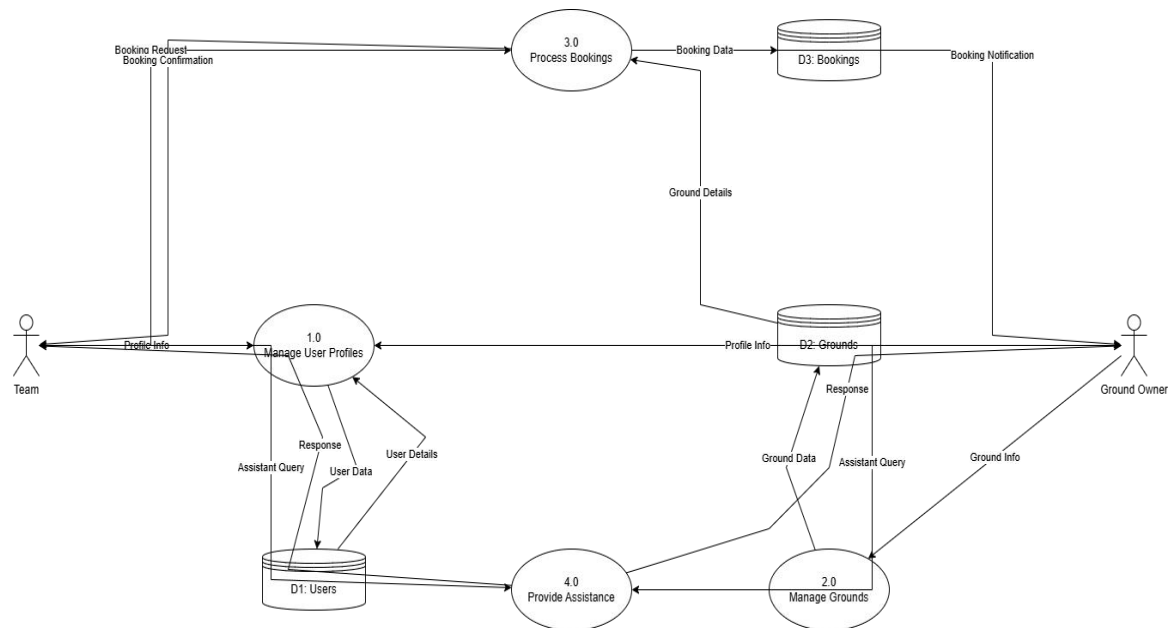 3.0
Process Bookings
Booking Request
Booking Confirmation
Booking Data
D3: Bookings
Booking Notification
Ground Details
1.0
Manage User Profiles
Profile Info
Profile Info
D2: Grounds
Team
Ground Owner
Response
Assistant Query
User Data
User Details
Response
Ground Data
Assistant Query
Ground Info
D1: Users
4.0
Provide Assistance
2.0
Manage Grounds